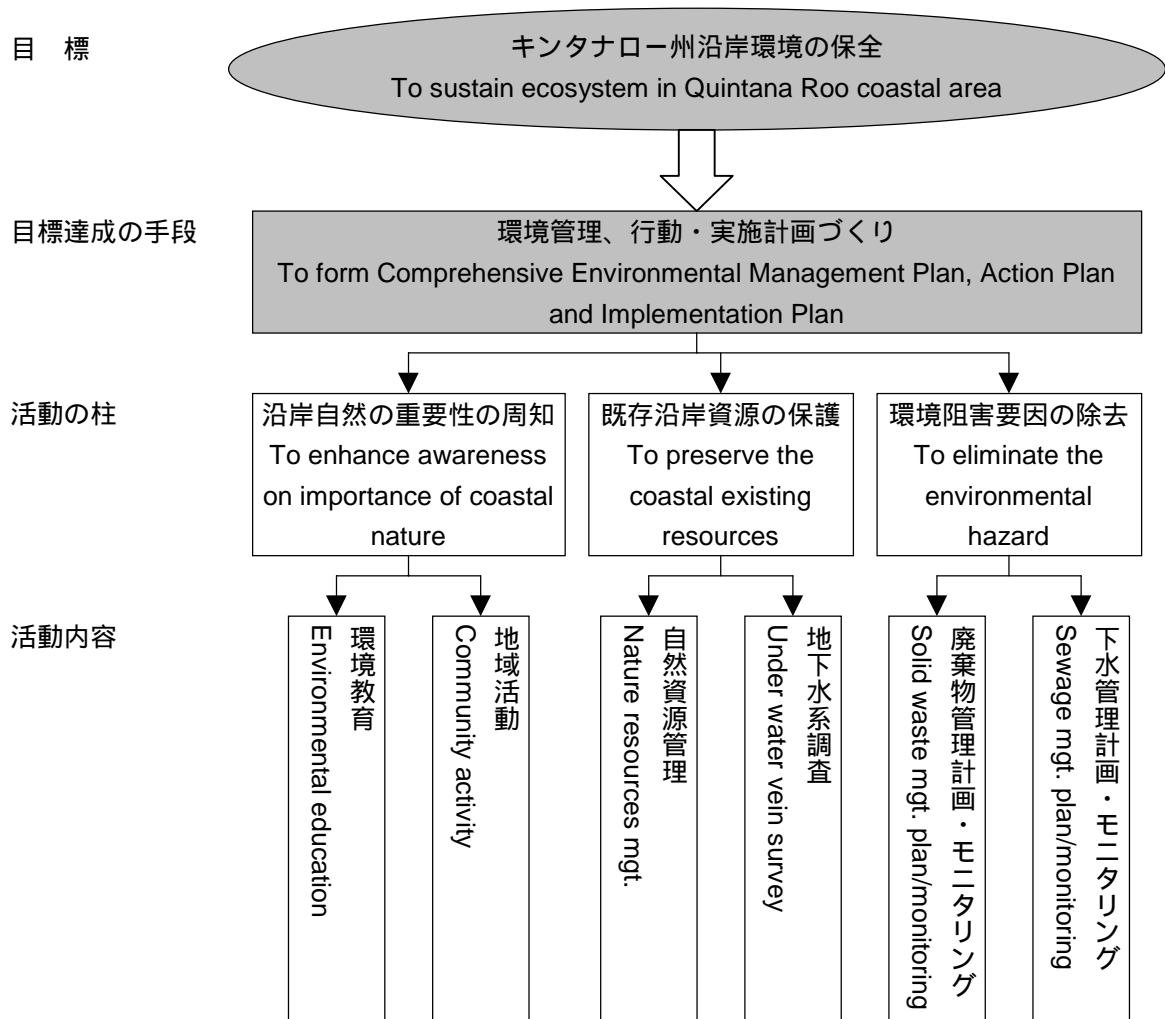 目　標
キンタナロー州沿岸環境の保全
To sustain ecosystem in Quintana Roo coastal area
目標達成の手段
環境管理、行動・実施計画づくり
To form Comprehensive Environmental Management Plan, Action Plan
and Implementation Plan
活動の柱
沿岸自然の重要性の周知
To enhance awareness
on importance of coastal
nature
既存沿岸資源の保護
To preserve the
coastal existing
resources
環境阻害要因の除去
To eliminate the
environmental
hazard
活動内容
環境教育
Environmental education
地域活動
Community activity
自然資源管理
Nature resources mgt.
地下水系調査
Under water vein survey
廃棄物管理計画・モニタリング
Solid waste mgt. plan/monitoring
下水管理計画・モニタリング
Sewage mgt. plan/monitoring